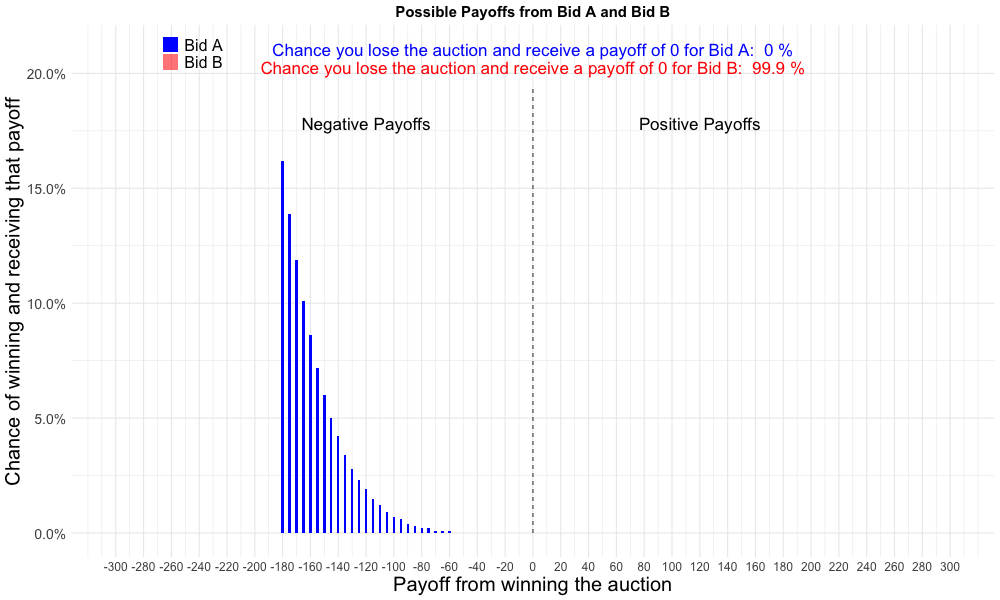 Possible Payoffs from Bid A and Bid B
Bid A
Bid B
Chance you lose the auction and receive a payoff of 0 for Bid A:  0 %
Chance you lose the auction and receive a payoff of 0 for Bid B:  99.9 %
Negative Payoffs
Positive Payoffs
Chance of winning and receiving that payoff
20.0%
15.0%
10.0%
5.0%
0.0%
-300 -280 -260 -240 -220 -200 -180 -160 -140 -120 -100 -80 -60 -40 -20 0 20 40 60 80 100 120 140 160 180 200 220 240 260 280 300
Payoff from winning the auction